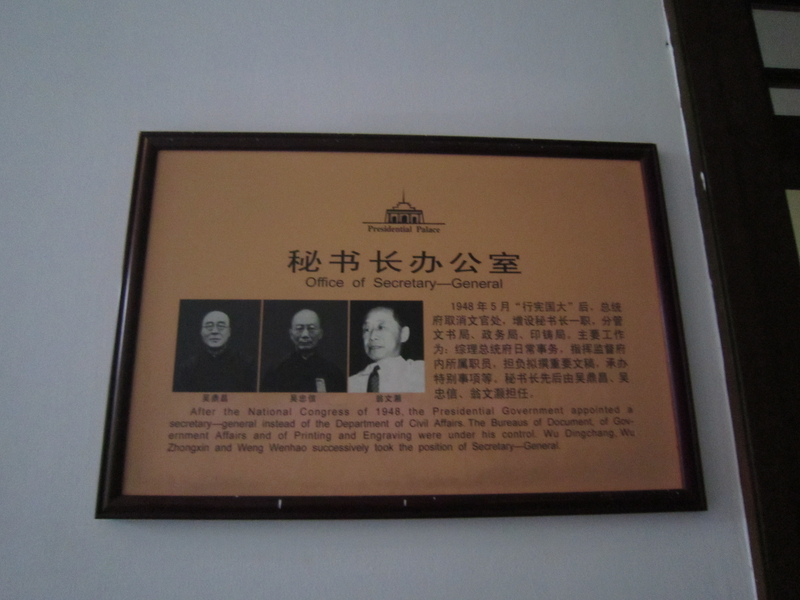 Presidential Palace
秘书长办公室
Office of Secretary—General
1948年5月“行宪国大”后，总统
府取消文官处，增设秘书长一职，分管
文书局、政务局、印铸局，主要工作
为：综理总统府日常事务，指挥监督府
内所属职员，担负拟撰重要文稿，承办
特别事项等。秘书长先后由吴鼎昌、吴
忠信、翁文灏担任。
吴鼎昌 吴忠信 翁文灏
After the National Congress of 1948, the Presidential Government appointed a
secretary—general instead of the Department of Civil Affairs. The Bureaus of Document, of Gov-
ernment Affairs and of Printing and Engraving were under his control. Wu Dingchang, Wu
Zhongxin and Weng Wenhao successively took the position of Secretary—General.